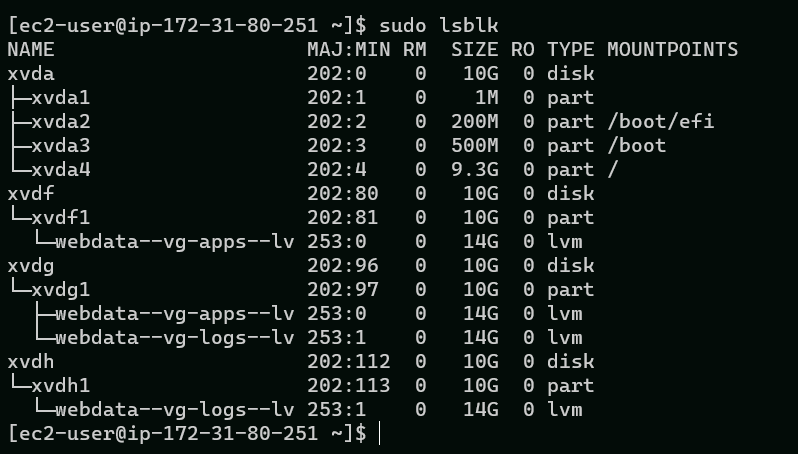 [ec2-user@ip-172-31-80-251 ~]$ sudo lsblk
NAME                     MAJ:MIN RM  SIZE RO TYPE MOUNTPOINTS
xvda                     202:0    0   10G  0 disk
├─xvda1                  202:1    0    1M  0 part
├─xvda2                  202:2    0  200M  0 part /boot/efi
├─xvda3                  202:3    0  500M  0 part /boot
└─xvda4                  202:4    0  9.3G  0 part /
xvdf                     202:80   0   10G  0 disk
└─xvdf1                  202:81   0   10G  0 part
  └─webdata--vg-apps--lv 253:0    0   14G  0 lvm
xvdg                     202:96   0   10G  0 disk
└─xvdg1                  202:97   0   10G  0 part
  ├─webdata--vg-apps--lv 253:0    0   14G  0 lvm
  └─webdata--vg-logs--lv 253:1    0   14G  0 lvm
xvdh                     202:112  0   10G  0 disk
└─xvdh1                  202:113  0   10G  0 part
  └─webdata--vg-logs--lv 253:1    0   14G  0 lvm
[ec2-user@ip-172-31-80-251 ~]$